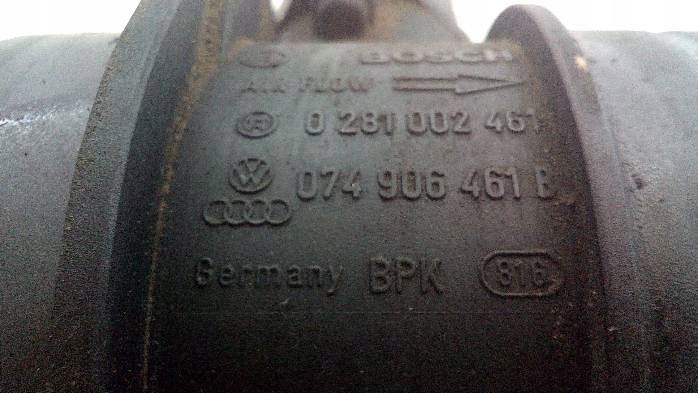 BOSCH
AIR FLOW
0 281 002 461
074 906 461 B
Germany BPK 816